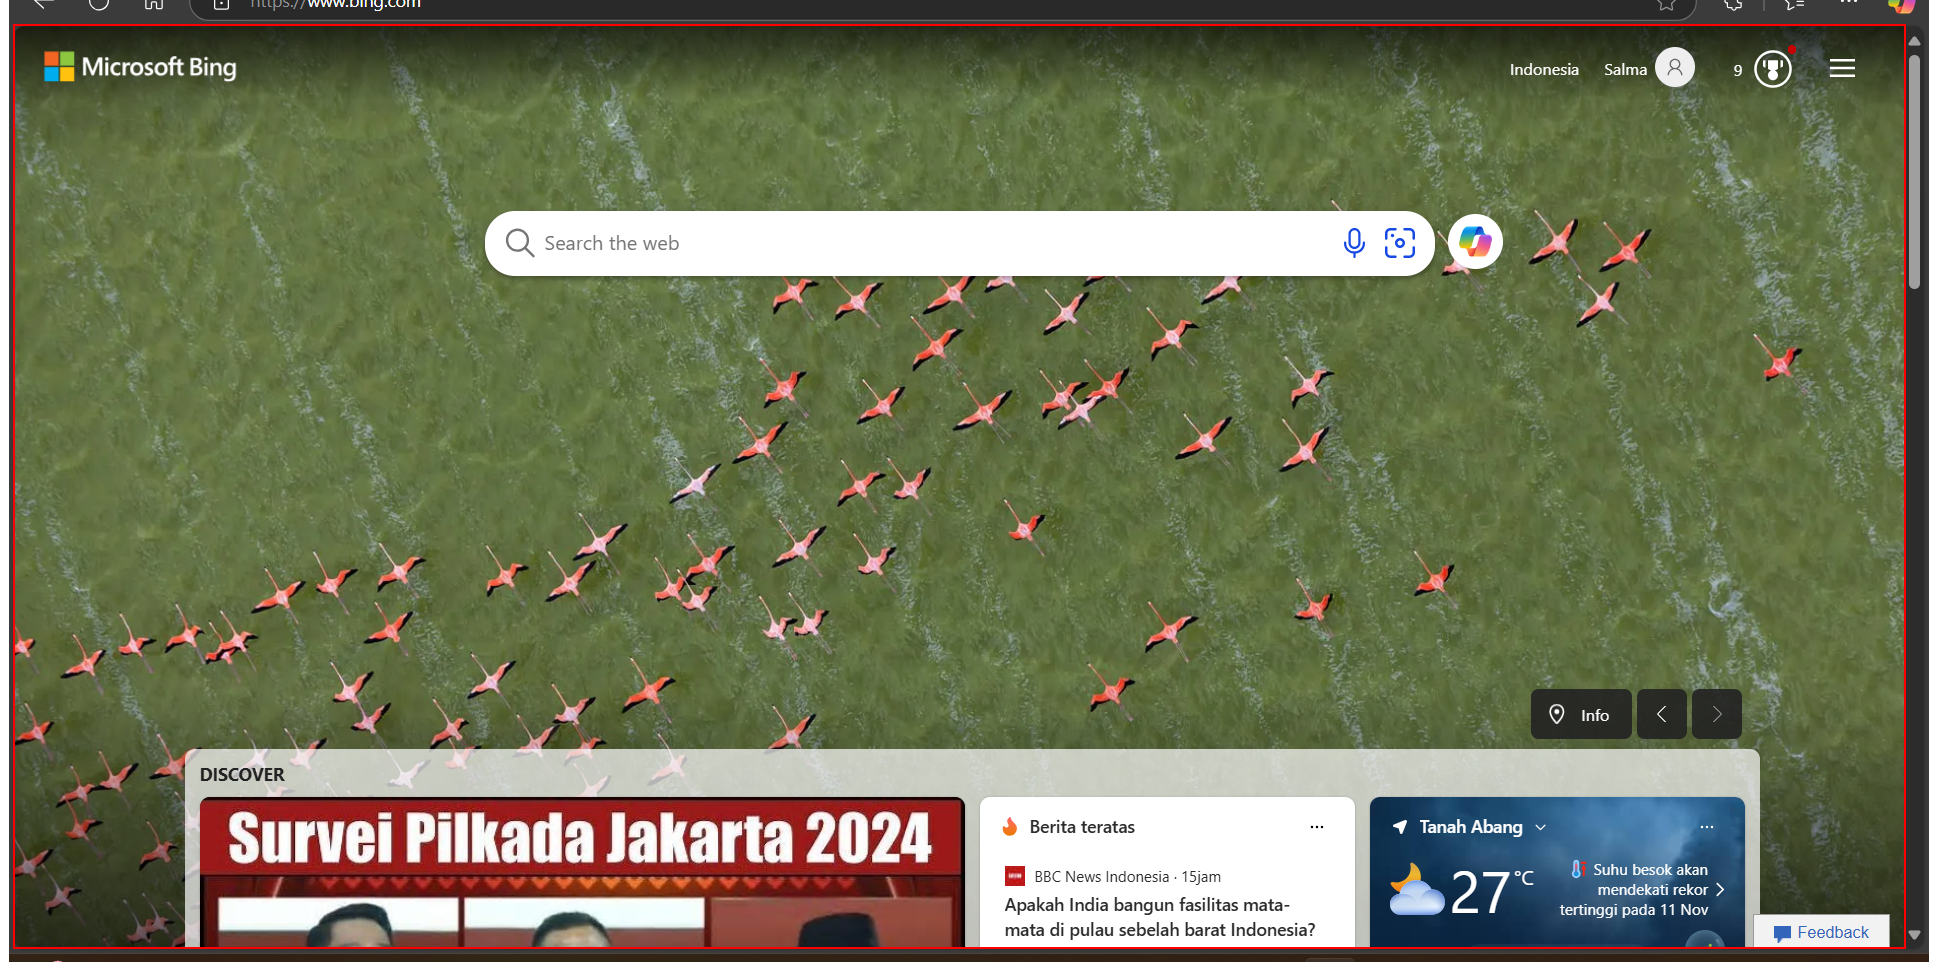 https://www.bing.com
Microsoft Bing
Indonesia
Salma
9
Search the web
Info
DISCOVER
Survei Pilkada Jakarta 2024
Berita teratas
BBC News Indonesia · 15jam
Apakah India bangun fasilitas mata-
mata di pulau sebelah barat Indonesia?
Tanah Abang
27°C
Suhu besok akan
mendekati rekor
tertinggi pada 11 Nov
Feedback